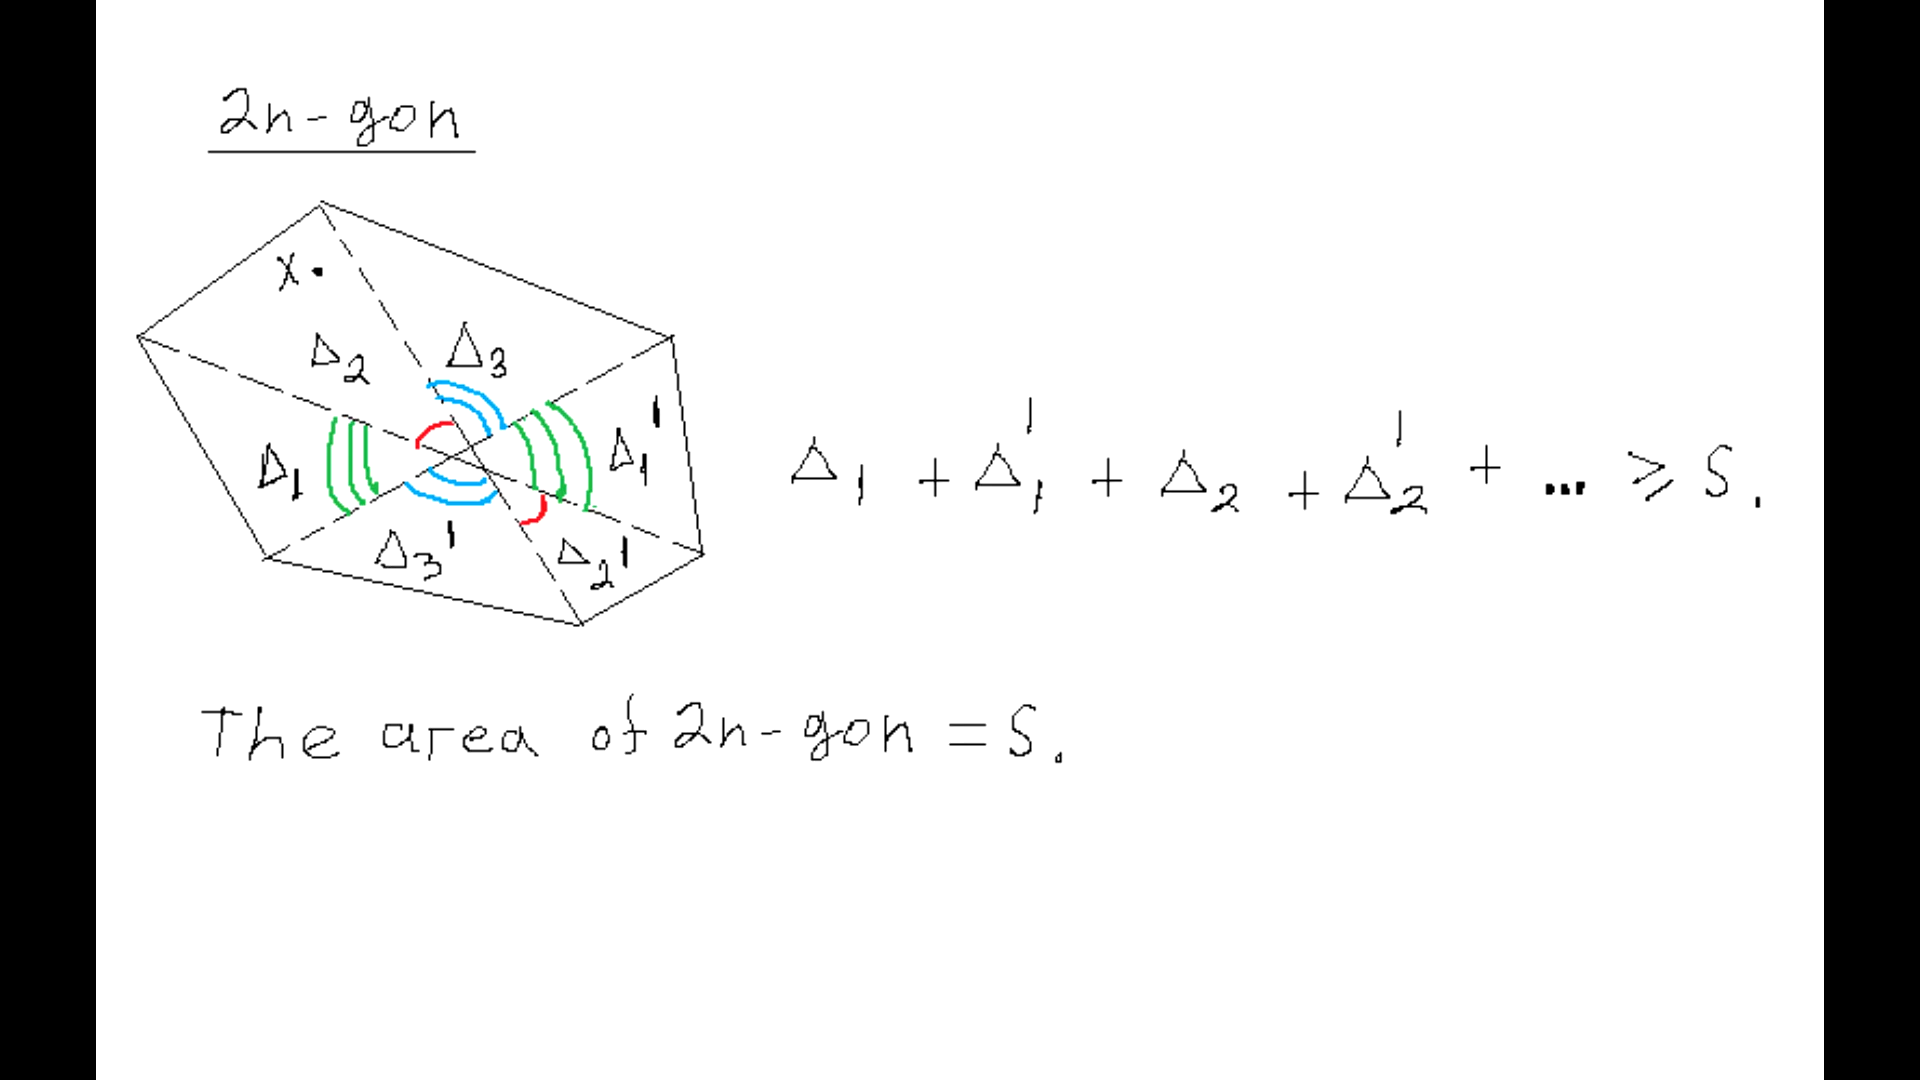 2n-gon
X.
Δ2 Δ3
Δ1 Δ1'
Δ3' Δ2'
Δ1 + Δ1' + Δ2 + Δ2' + ... ⩾ S.
The area of 2n-gon = S.